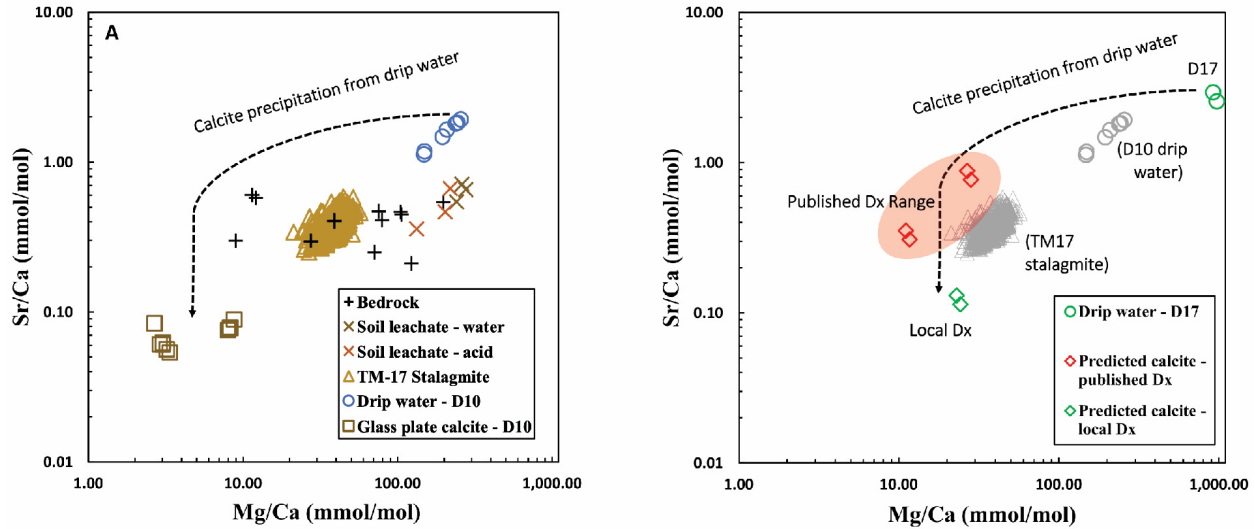 A
Calcite precipitation from drip water
Sr/Ca (mmol/mol)
10.00
1.00
0.10
0.01
1.00
10.00
100.00
1,000.00
Mg/Ca (mmol/mol)
Bedrock
Soil leachate - water
Soil leachate - acid
TM-17 Stalagmite
Drip water - D10
Glass plate calcite - D10
Calcite precipitation from drip water
D17
(D10 drip
water)
Published Dx Range
(TM17
stalagmite)
Local Dx
Sr/Ca (mmol/mol)
10.00
1.00
0.10
0.01
1.00
10.00
100.00
1,000.00
Mg/Ca (mmol/mol)
Drip water - D17
Predicted calcite -
published Dx
Predicted calcite -
local Dx